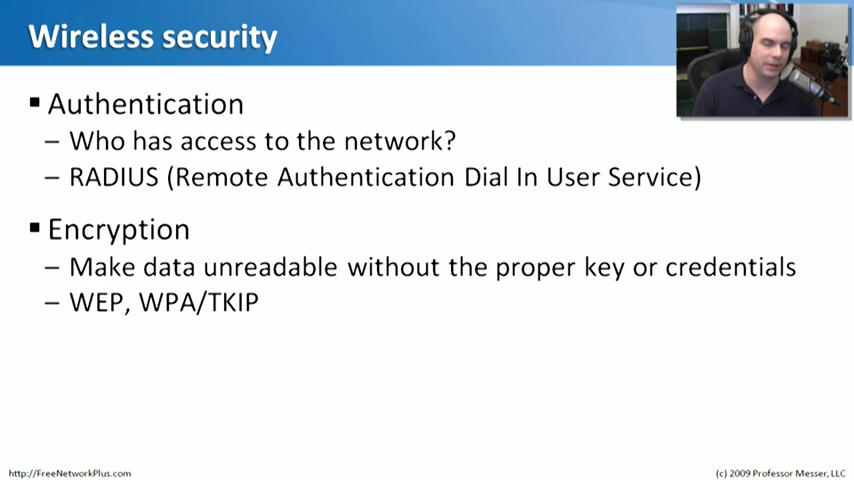 Wireless security
▪ Authentication
– Who has access to the network?
– RADIUS (Remote Authentication Dial In User Service)
▪ Encryption
– Make data unreadable without the proper key or credentials
– WEP, WPA/TKIP
http://FreeNetworkPlus.com
(c) 2009 Professor Messer, LLC